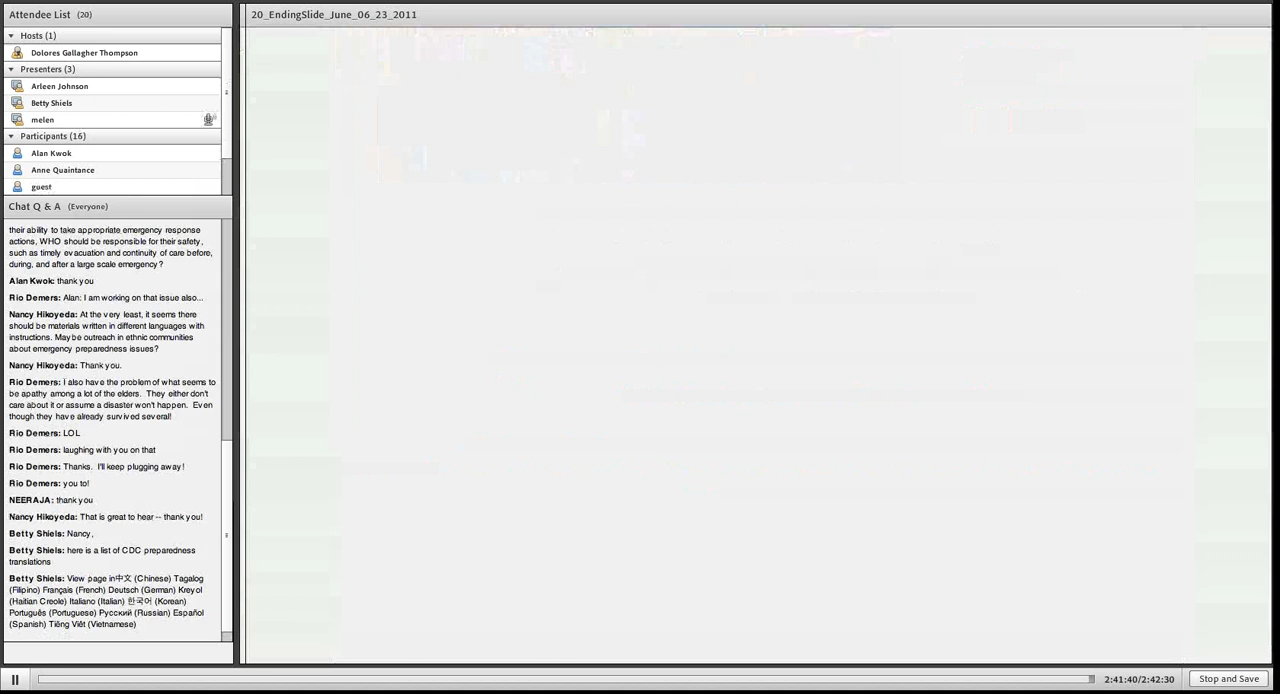 Attendee List (20)
Hosts (1)
Dolores Gallagher Thompson
Presenters (3)
Arleen Johnson
Betty Shiels
melen
Participants (16)
Alan Kwok
Anne Quaintance
guest
Chat Q & A (Everyone)
their ability to take appropriate emergency response
actions, WHO should be responsible for their safety,
such as timely evacuation and continuity of care before,
during, and after a large scale emergency?
Alan Kwok: thank you
Rio Demers: Alan: I am working on that issue also...
Nancy Hikoyeda: At the very least, it seems there
should be materials written in different languages with
instructions. Maybe outreach in ethnic communities
about emergency preparedness issues?
Nancy Hikoyeda: Thank you.
Rio Demers: I also have the problem of what seems to
be apathy among a lot of the elders. They either don't
care about it or assume a disaster won't happen. Even
though they have already survived several!
Rio Demers: LOL
Rio Demers: laughing with you on that
Rio Demers: Thanks. I'll keep plugging away!
Rio Demers: you to!
NEERAJA: thank you
Nancy Hikoyeda: That is great to hear -- thank you!
Betty Shiels: Nancy,
Betty Shiels: here is a list of CDC preparedness
translations
Betty Shiels: View page in中文 (Chinese) Tagalog
(Filipino) Français (French) Deutsch (German) Kreyol
(Haitian Creole) Italiano (Italian) 한국어 (Korean)
Português (Portuguese) Русский (Russian) Español
(Spanish) Tiêng Viêt (Vietnamese)
20_EndingSlide_June_06_23_2011
2:41:40/2:42:30
Stop and Save